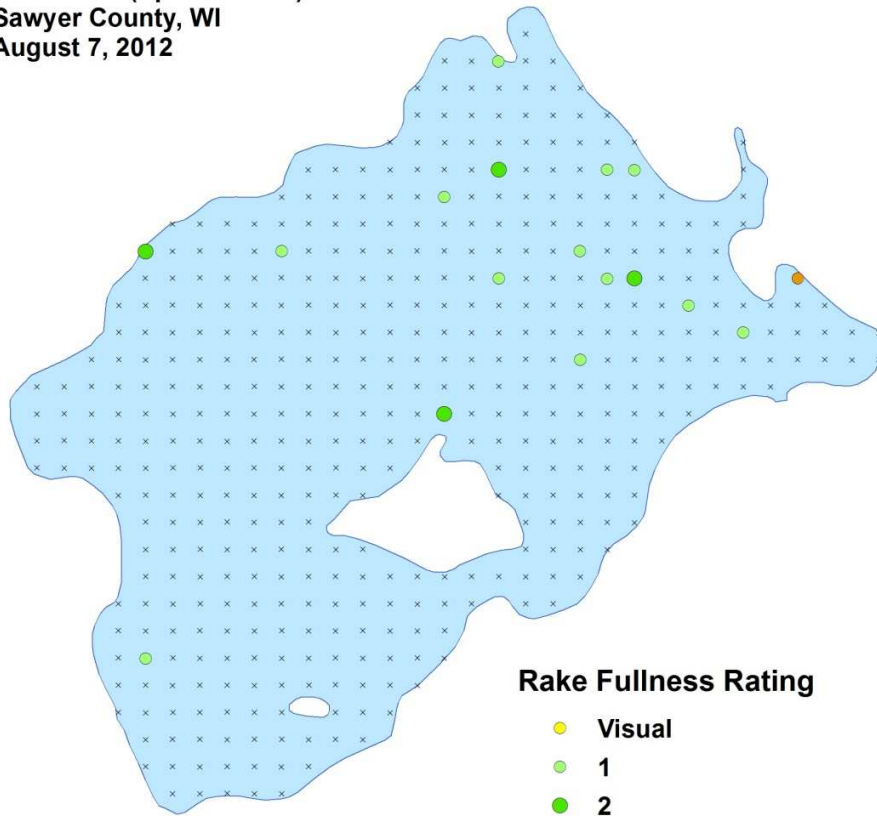 Sawyer County, WI
August 7, 2012
Rake Fullness Rating
Visual
1
2